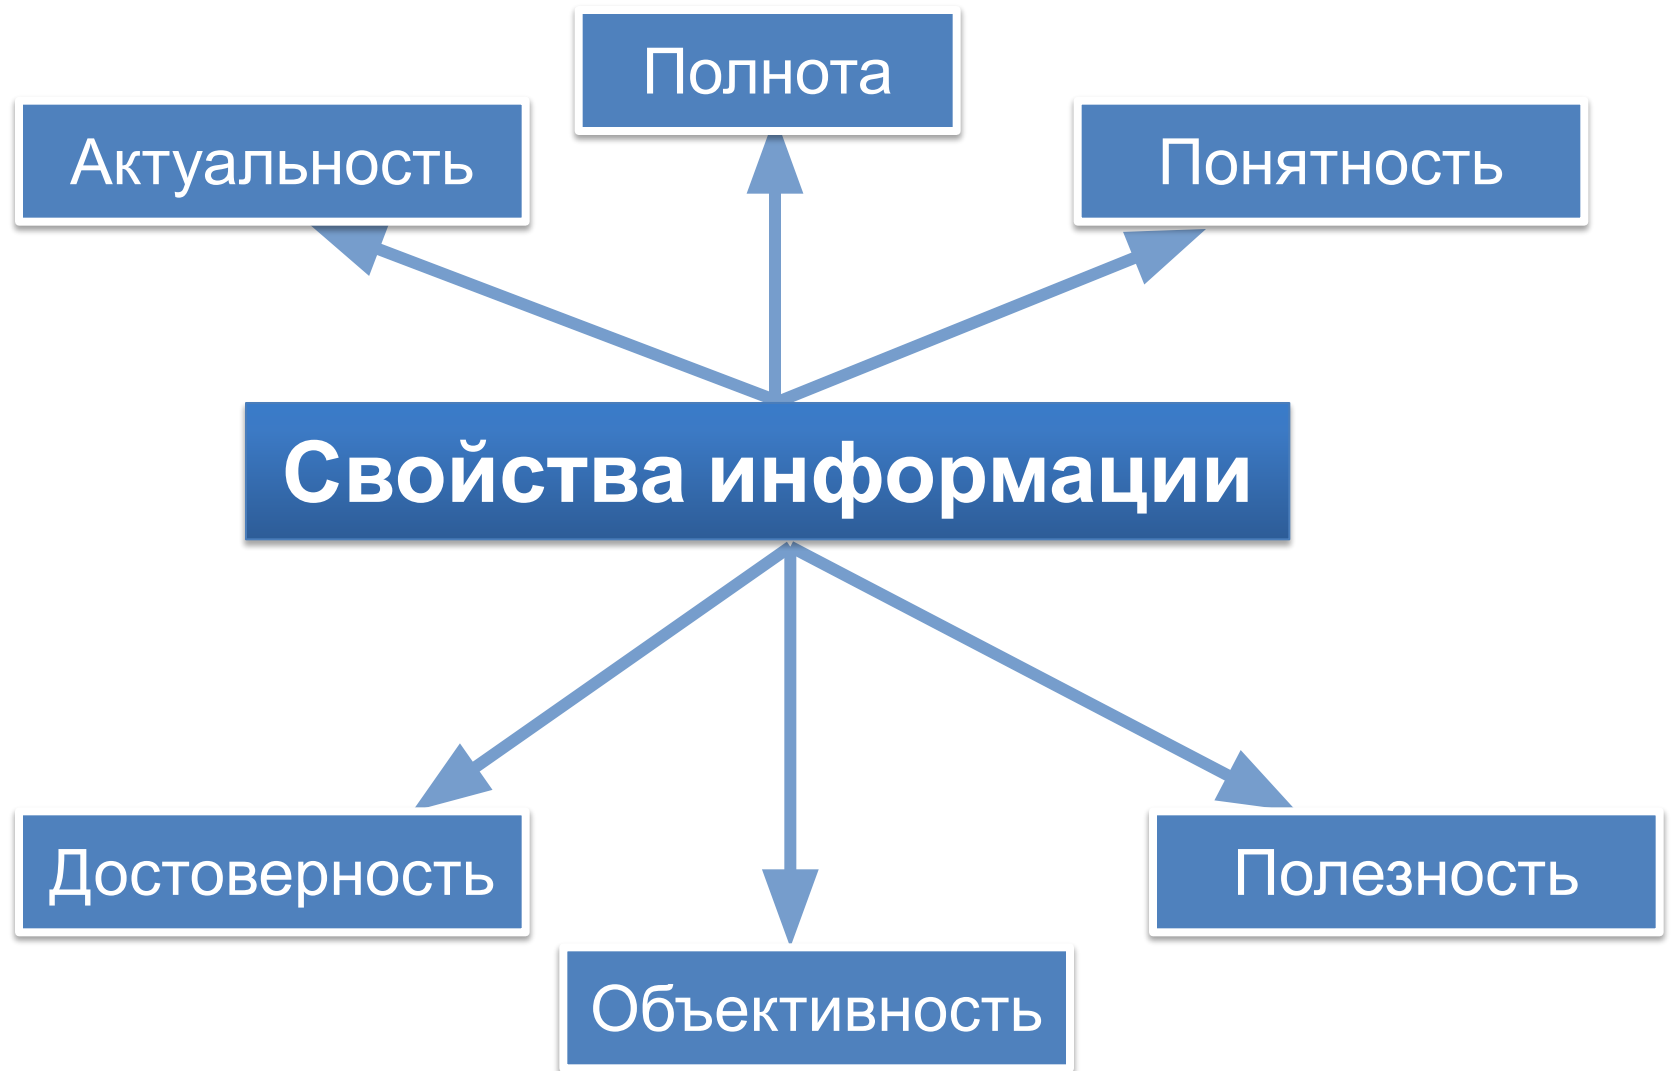 Полнота
Актуальность
Понятность
Свойства информации
Достоверность
Полезность
Объективность